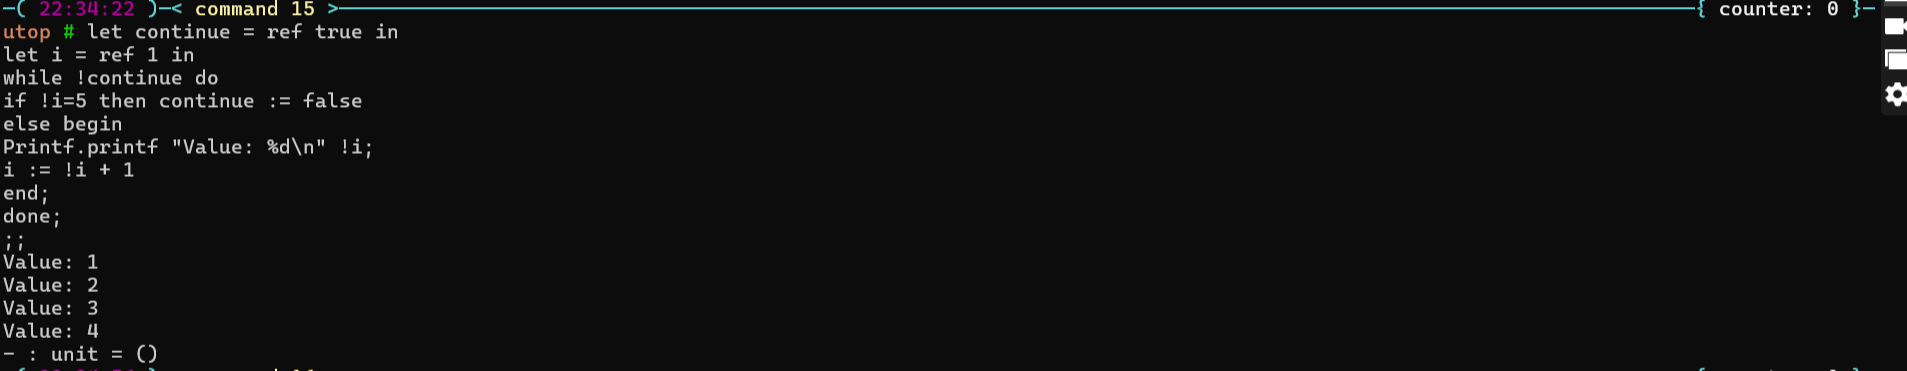 ─( 22:34:22 )─< command 15 >─{ counter: 0 }─
utop # let continue = ref true in
let i = ref 1 in
while !continue do
if !i=5 then continue := false
else begin
Printf.printf "Value: %d\n" !i;
i := !i + 1
end;
done;
;;
Value: 1
Value: 2
Value: 3
Value: 4
- : unit = ()